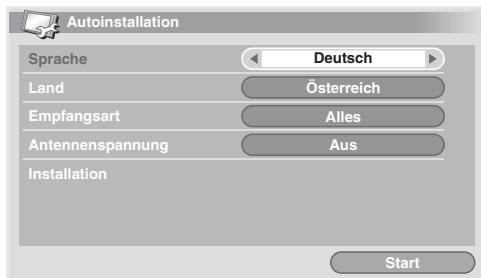 Autoinstallation
Sprache Deutsch
Land Österreich
Empfangsart Alles
Antennenspannung Aus
Installation
Start